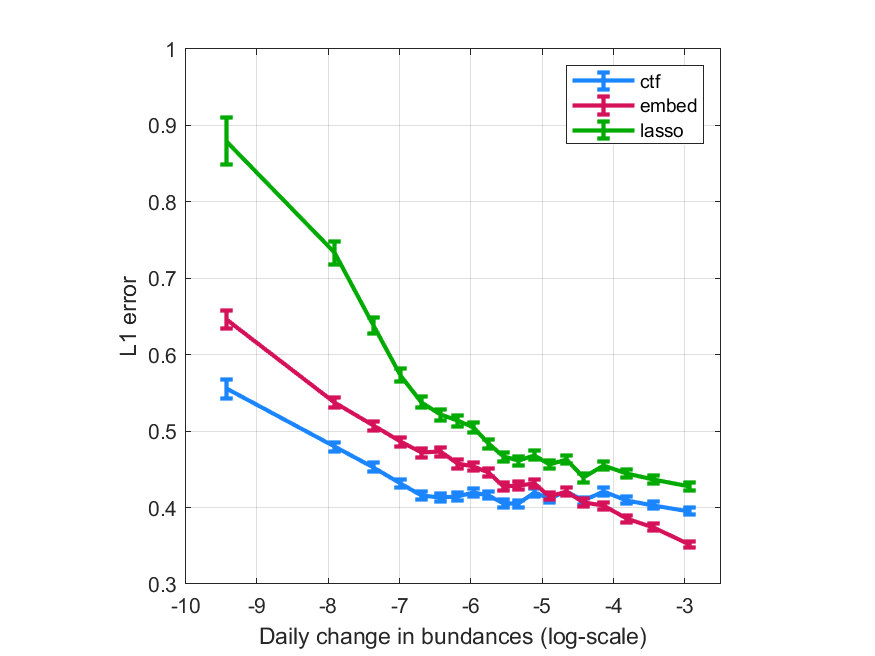 1
0.9
0.8
0.7
0.6
0.5
0.4
0.3
L1 error
-10 -9 -8 -7 -6 -5 -4 -3
Daily change in bundances (log-scale)
ctf
embed
lasso